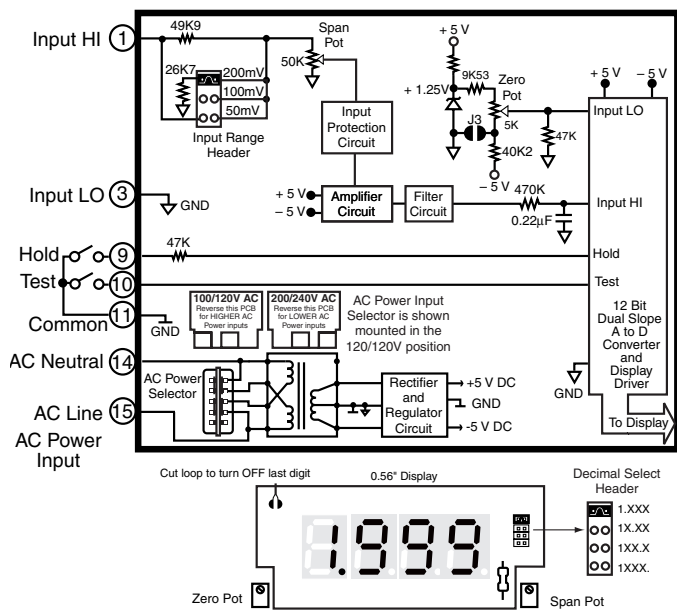 Input HI 1
49K9
Span
Pot
50K
26K7
200mV
100mV
50mV
Input Range
Header
Input
Protection
Circuit
+ 5 V
9K53
Zero
Pot
+ 1.25V
J3
5K
40K2
- 5 V
47K
+ 5 V - 5 V
Input LO
Input LO 3
GND
+ 5 V
- 5 V
Amplifier
Circuit
Filter
Circuit
470K
0.22µF
Input HI
Hold 9
47K
Hold
Test 10
Test
Common 11
GND
100/120V AC
Reverse this PCB
for HIGHER AC
Power inputs
200/240V AC
Reverse this PCB
for LOWER AC
Power inputs
AC Power Input
Selector is shown
mounted in the
120/120V position
12 Bit
Dual Slope
A to D
Converter
and
Display
Driver
GND
To Display
AC Neutral 14
AC Power
Selector
AC Line 15
AC Power
Input
Rectifier
and
Regulator
Circuit
+5 V DC
GND
-5 V DC
Cut loop to turn OFF last digit
0.56" Display
Decimal Select
Header
1.XXX
1X.XX
1XX.X
1XXX.
1.999
Zero Pot
Span Pot